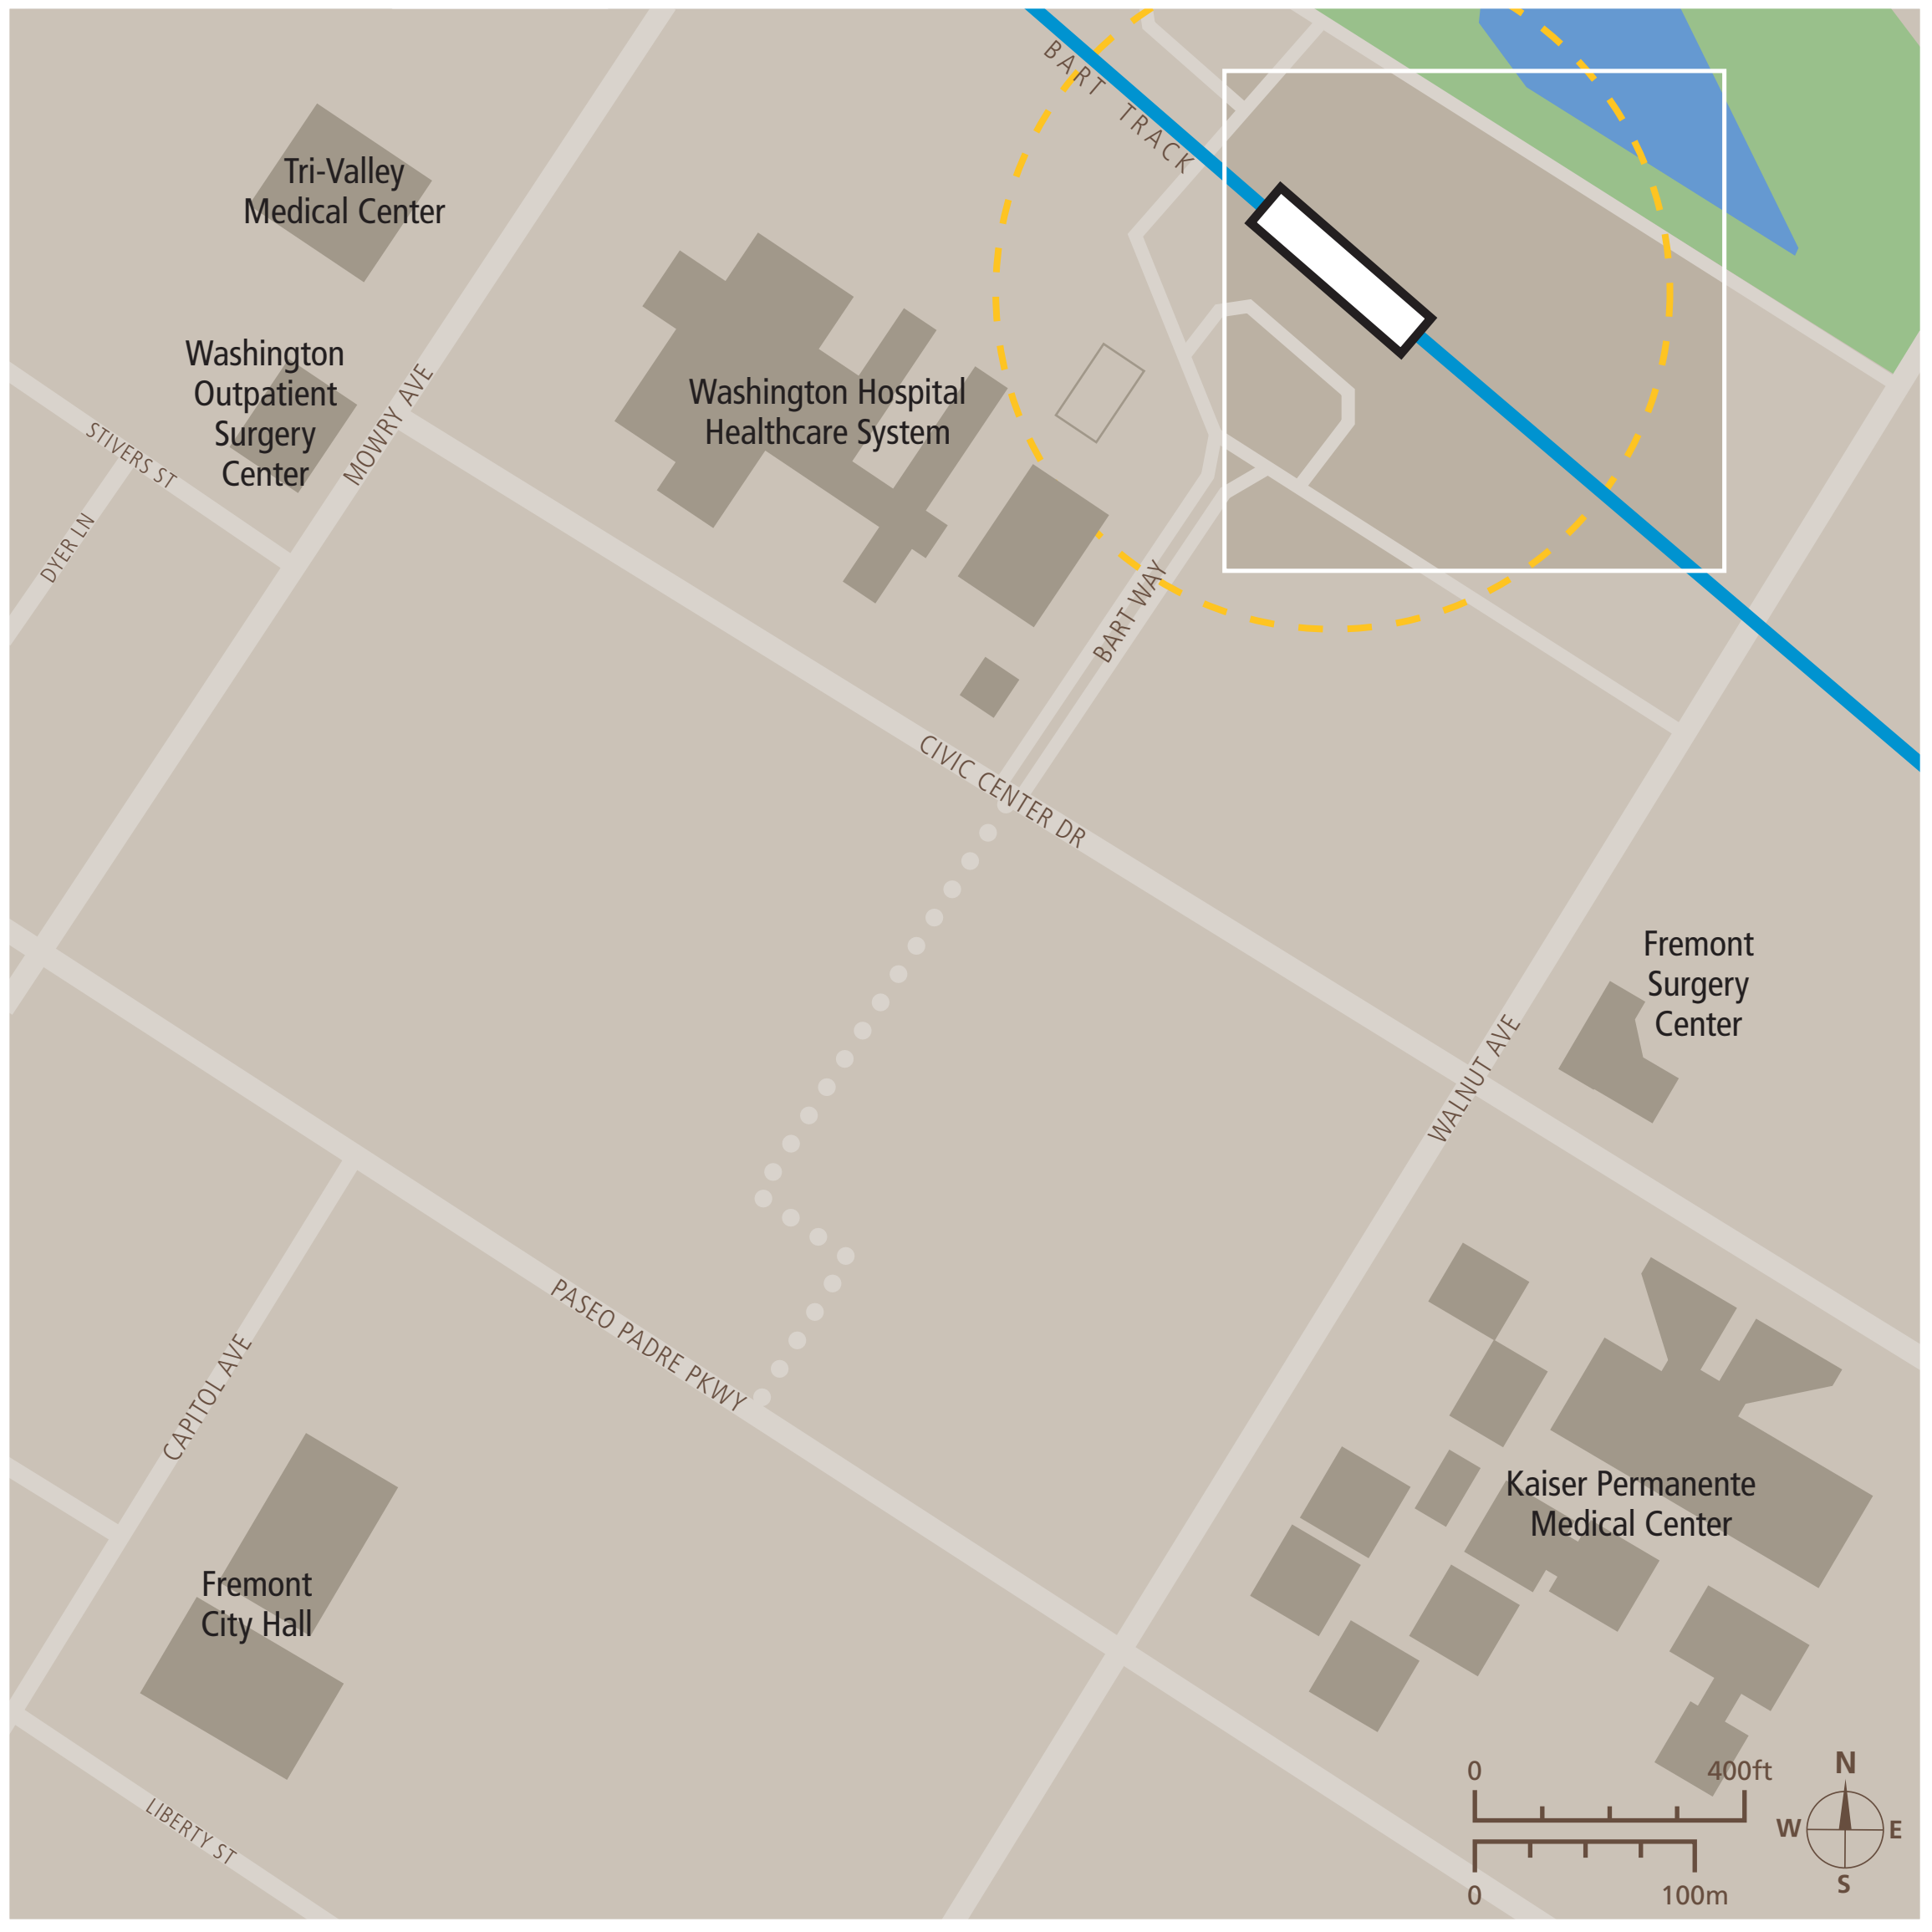 BART TRACK
Tri-Valley
Medical Center
Washington
Outpatient
Surgery
Center
MOWRY AVE
STIVERS ST
DYER LN
Washington Hospital
Healthcare System
BART WAY
CIVIC CENTER DR
Fremont
Surgery
Center
WALNUT AVE
PASEO PADRE PKWY
CAPITOL AVE
Kaiser Permanente
Medical Center
Fremont
City Hall
LIBERTY ST
0 400ft
0 100m
N
W E
S